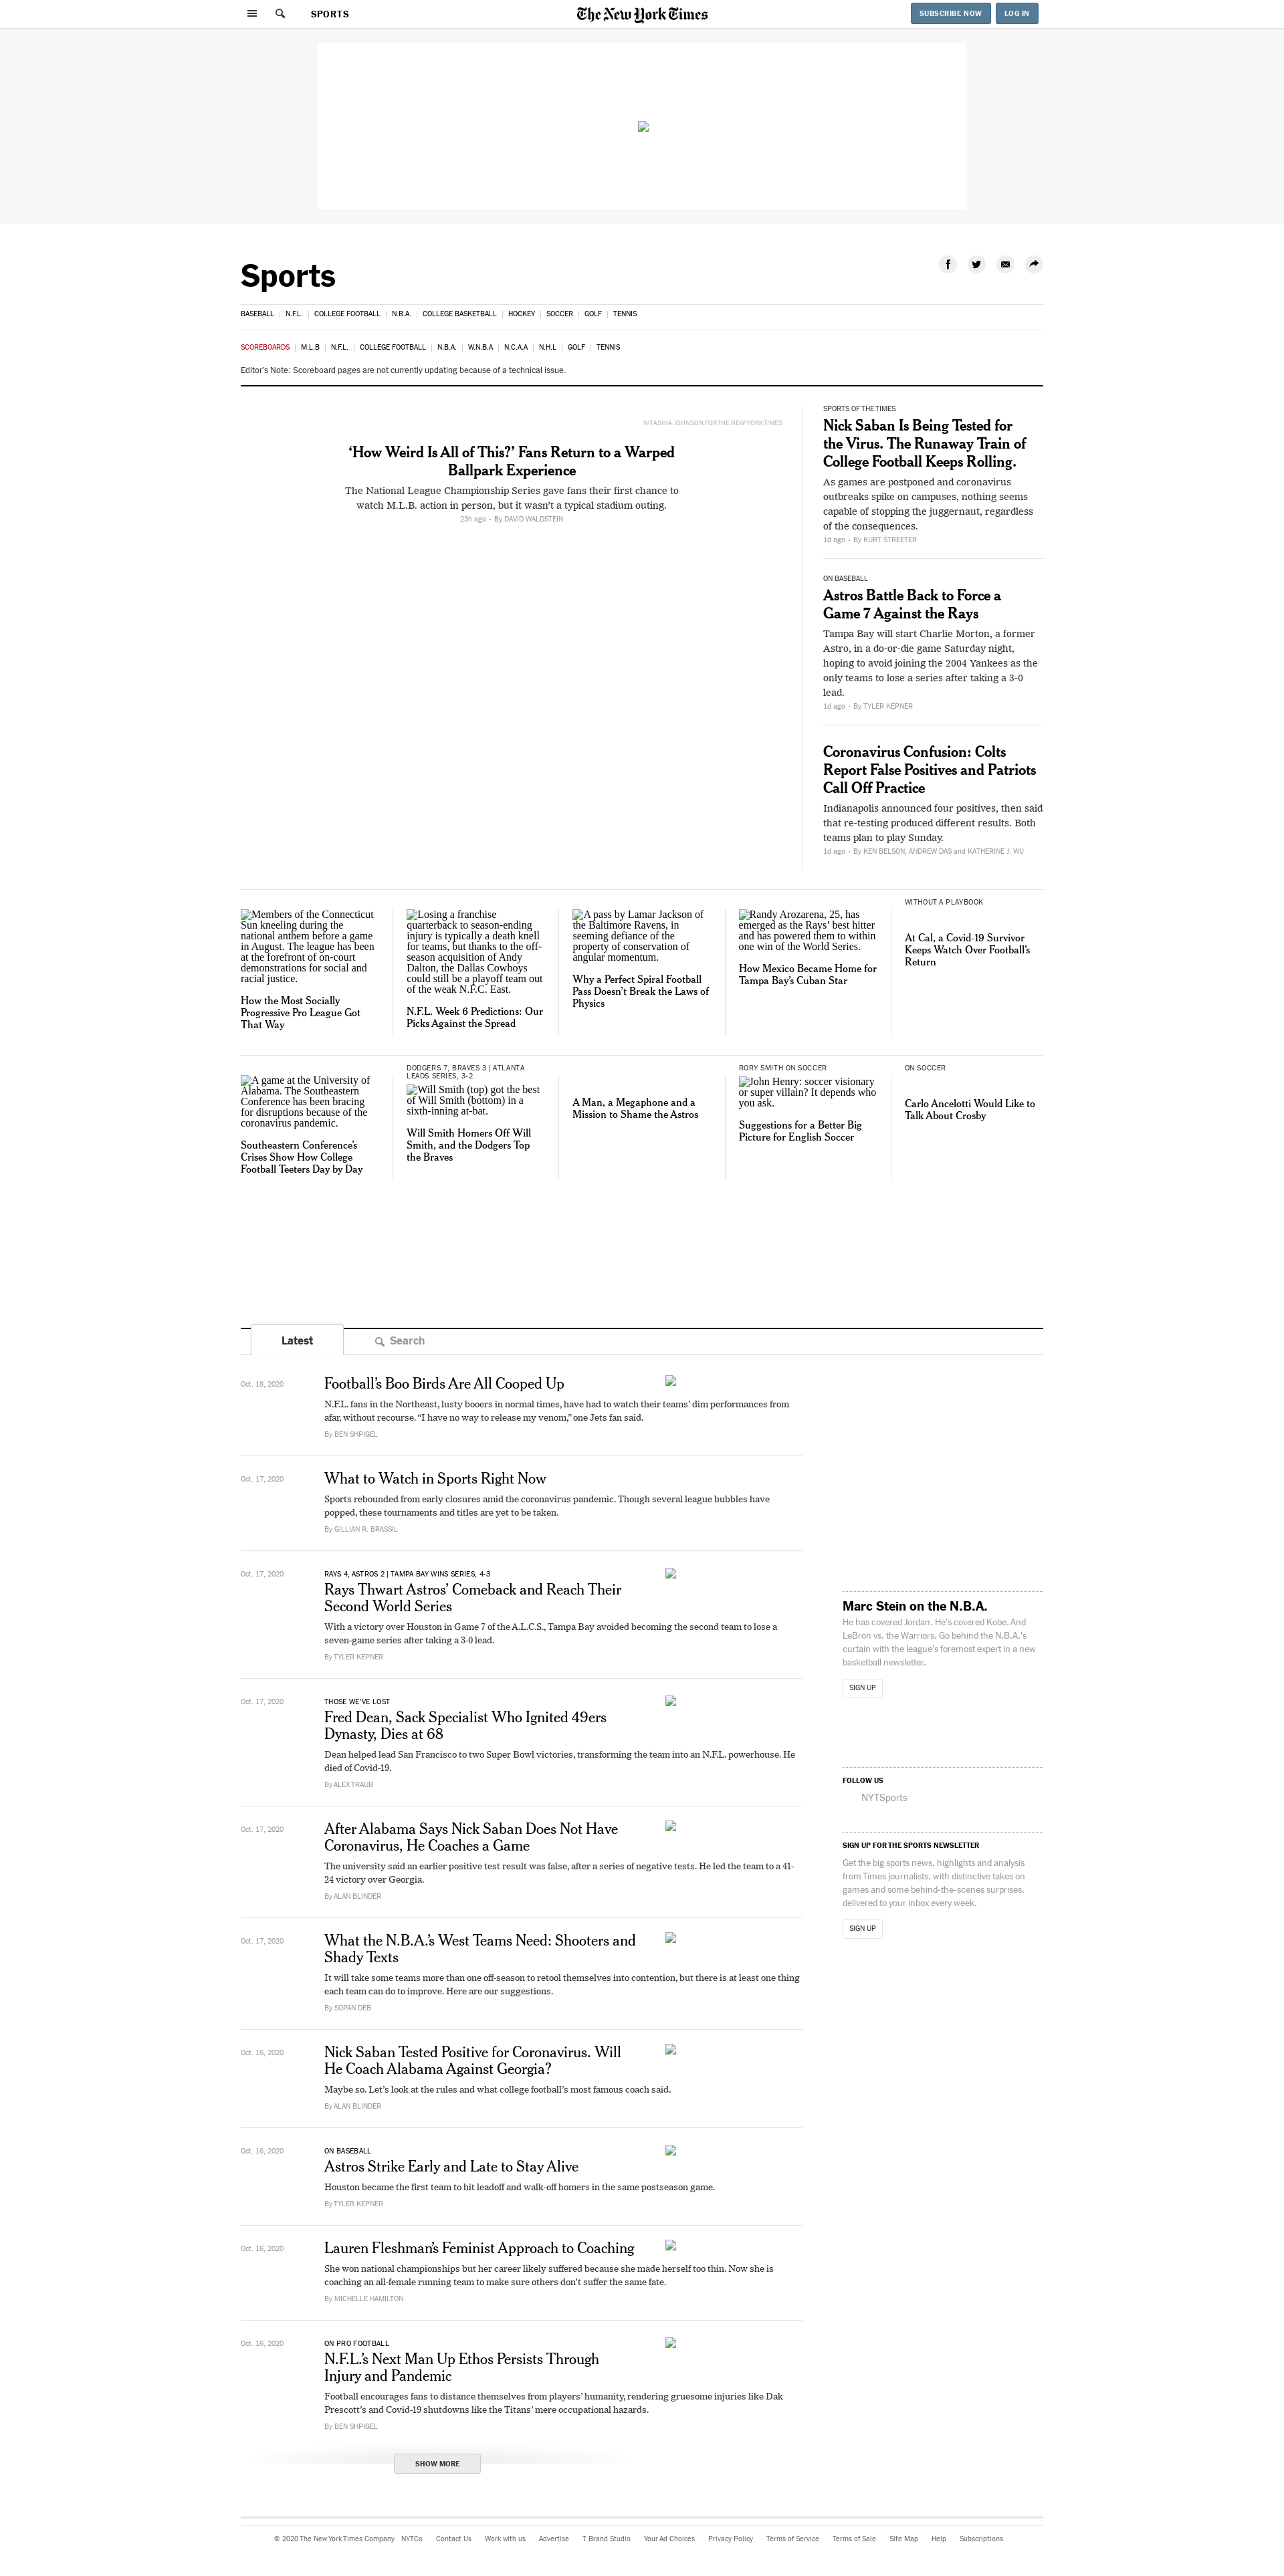 SPORTS
The New York Times
SUBSCRIBE NOW
LOG IN
Sports
BASEBALL | N.F.L. | COLLEGE FOOTBALL | N.B.A. | COLLEGE BASKETBALL | HOCKEY | SOCCER | GOLF | TENNIS
SCOREBOARDS | M.L.B | N.F.L. | COLLEGE FOOTBALL | N.B.A. | W.N.B.A | N.C.A.A | N.H.L | GOLF | TENNIS
Editor's Note: Scoreboard pages are not currently updating because of a technical issue.
NITASHIA JOHNSON FOR THE NEW YORK TIMES
‘How Weird Is All of This?’ Fans Return to a Warped
Ballpark Experience
The National League Championship Series gave fans their first chance to
watch M.L.B. action in person, but it wasn’t a typical stadium outing.
23h ago • By DAVID WALDSTEIN
SPORTS OF THE TIMES
Nick Saban Is Being Tested for
the Virus. The Runaway Train of
College Football Keeps Rolling.
As games are postponed and coronavirus
outbreaks spike on campuses, nothing seems
capable of stopping the juggernaut, regardless
of the consequences.
1d ago • By KURT STREETER
ON BASEBALL
Astros Battle Back to Force a
Game 7 Against the Rays
Tampa Bay will start Charlie Morton, a former
Astro, in a do-or-die game Saturday night,
hoping to avoid joining the 2004 Yankees as the
only teams to lose a series after taking a 3-0
lead.
1d ago • By TYLER KEPNER
Coronavirus Confusion: Colts
Report False Positives and Patriots
Call Off Practice
Indianapolis announced four positives, then said
that re-testing produced different results. Both
teams plan to play Sunday.
1d ago • By KEN BELSON, ANDREW DAS and KATHERINE J. WU
Members of the Connecticut
Sun kneeling during the
national anthem before a game
in August. The league has been
at the forefront of on-court
demonstrations for social and
racial justice.
How the Most Socially
Progressive Pro League Got
That Way
Losing a franchise
quarterback to season-ending
injury is typically a death knell
for teams, but thanks to the off-
season acquisition of Andy
Dalton, the Dallas Cowboys
could still be a playoff team out
of the weak N.F.C. East.
N.F.L. Week 6 Predictions: Our
Picks Against the Spread
A pass by Lamar Jackson of
the Baltimore Ravens, in
seeming defiance of the
property of conservation of
angular momentum.
Why a Perfect Spiral Football
Pass Doesn’t Break the Laws of
Physics
Randy Arozarena, 25, has
emerged as the Rays’ best hitter
and has powered them to within
one win of the World Series.
How Mexico Became Home for
Tampa Bay’s Cuban Star
WITHOUT A PLAYBOOK
At Cal, a Covid-19 Survivor
Keeps Watch Over Football’s
Return
A game at the University of
Alabama. The Southeastern
Conference has been bracing
for disruptions because of the
coronavirus pandemic.
Southeastern Conference’s
Crises Show How College
Football Teeters Day by Day
DODGERS 7, BRAVES 3 | ATLANTA
LEADS SERIES, 3-2
Will Smith (top) got the best
of Will Smith (bottom) in a
sixth-inning at-bat.
Will Smith Homers Off Will
Smith, and the Dodgers Top
the Braves
A Man, a Megaphone and a
Mission to Shame the Astros
RORY SMITH ON SOCCER
John Henry: soccer visionary
or super villain? It depends who
you ask.
Suggestions for a Better Big
Picture for English Soccer
ON SOCCER
Carlo Ancelotti Would Like to
Talk About Crosby
Latest
Search
Oct. 18, 2020
Football’s Boo Birds Are All Cooped Up
N.F.L. fans in the Northeast, lusty booers in normal times, have had to watch their teams’ dim performances from
afar, without recourse. “I have no way to release my venom,” one Jets fan said.
By BEN SHPIGEL
Oct. 17, 2020
What to Watch in Sports Right Now
Sports rebounded from early closures amid the coronavirus pandemic. Though several league bubbles have
popped, these tournaments and titles are yet to be taken.
By GILLIAN R. BRASSIL
Oct. 17, 2020
RAYS 4, ASTROS 2 | TAMPA BAY WINS SERIES, 4-3
Rays Thwart Astros’ Comeback and Reach Their
Second World Series
With a victory over Houston in Game 7 of the A.L.C.S., Tampa Bay avoided becoming the second team to lose a
seven-game series after taking a 3-0 lead.
By TYLER KEPNER
Oct. 17, 2020
THOSE WE’VE LOST
Fred Dean, Sack Specialist Who Ignited 49ers
Dynasty, Dies at 68
Dean helped lead San Francisco to two Super Bowl victories, transforming the team into an N.F.L. powerhouse. He
died of Covid-19.
By ALEX TRAUB
Oct. 17, 2020
After Alabama Says Nick Saban Does Not Have
Coronavirus, He Coaches a Game
The university said an earlier positive test result was false, after a series of negative tests. He led the team to a 41-
24 victory over Georgia.
By ALAN BLINDER
Oct. 17, 2020
What the N.B.A.’s West Teams Need: Shooters and
Shady Texts
It will take some teams more than one off-season to retool themselves into contention, but there is at least one thing
each team can do to improve. Here are our suggestions.
By SOPAN DEB
Oct. 16, 2020
Nick Saban Tested Positive for Coronavirus. Will
He Coach Alabama Against Georgia?
Maybe so. Let’s look at the rules and what college football’s most famous coach said.
By ALAN BLINDER
Oct. 16, 2020
ON BASEBALL
Astros Strike Early and Late to Stay Alive
Houston became the first team to hit leadoff and walk-off homers in the same postseason game.
By TYLER KEPNER
Oct. 16, 2020
Lauren Fleshman’s Feminist Approach to Coaching
She won national championships but her career likely suffered because she made herself too thin. Now she is
coaching an all-female running team to make sure others don’t suffer the same fate.
By MICHELLE HAMILTON
Oct. 16, 2020
ON PRO FOOTBALL
N.F.L.’s Next Man Up Ethos Persists Through
Injury and Pandemic
Football encourages fans to distance themselves from players’ humanity, rendering gruesome injuries like Dak
Prescott’s and Covid-19 shutdowns like the Titans’ mere occupational hazards.
By BEN SHPIGEL
SHOW MORE
Marc Stein on the N.B.A.
He has covered Jordan. He’s covered Kobe. And
LeBron vs. the Warriors. Go behind the N.B.A.’s
curtain with the league’s foremost expert in a new
basketball newsletter.
SIGN UP
FOLLOW US
NYTSports
SIGN UP FOR THE SPORTS NEWSLETTER
Get the big sports news, highlights and analysis
from Times journalists, with distinctive takes on
games and some behind-the-scenes surprises,
delivered to your inbox every week.
SIGN UP
© 2020 The New York Times Company NYTCo Contact Us Work with us Advertise T Brand Studio Your Ad Choices Privacy Policy Terms of Service Terms of Sale Site Map Help Subscriptions